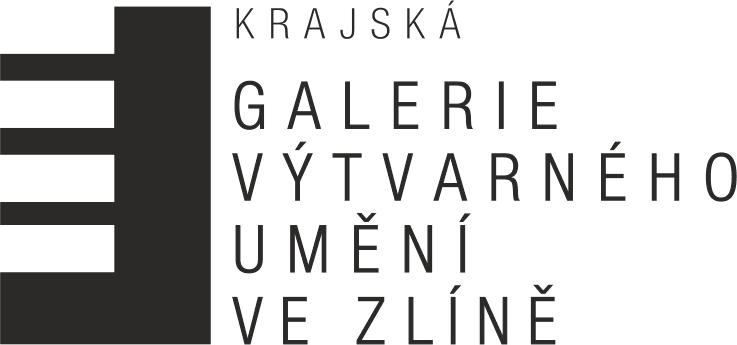 KRAJSKÁ
GALERIE
VÝTVARNÉHO
UMĚNÍ
VE ZLÍNĚ